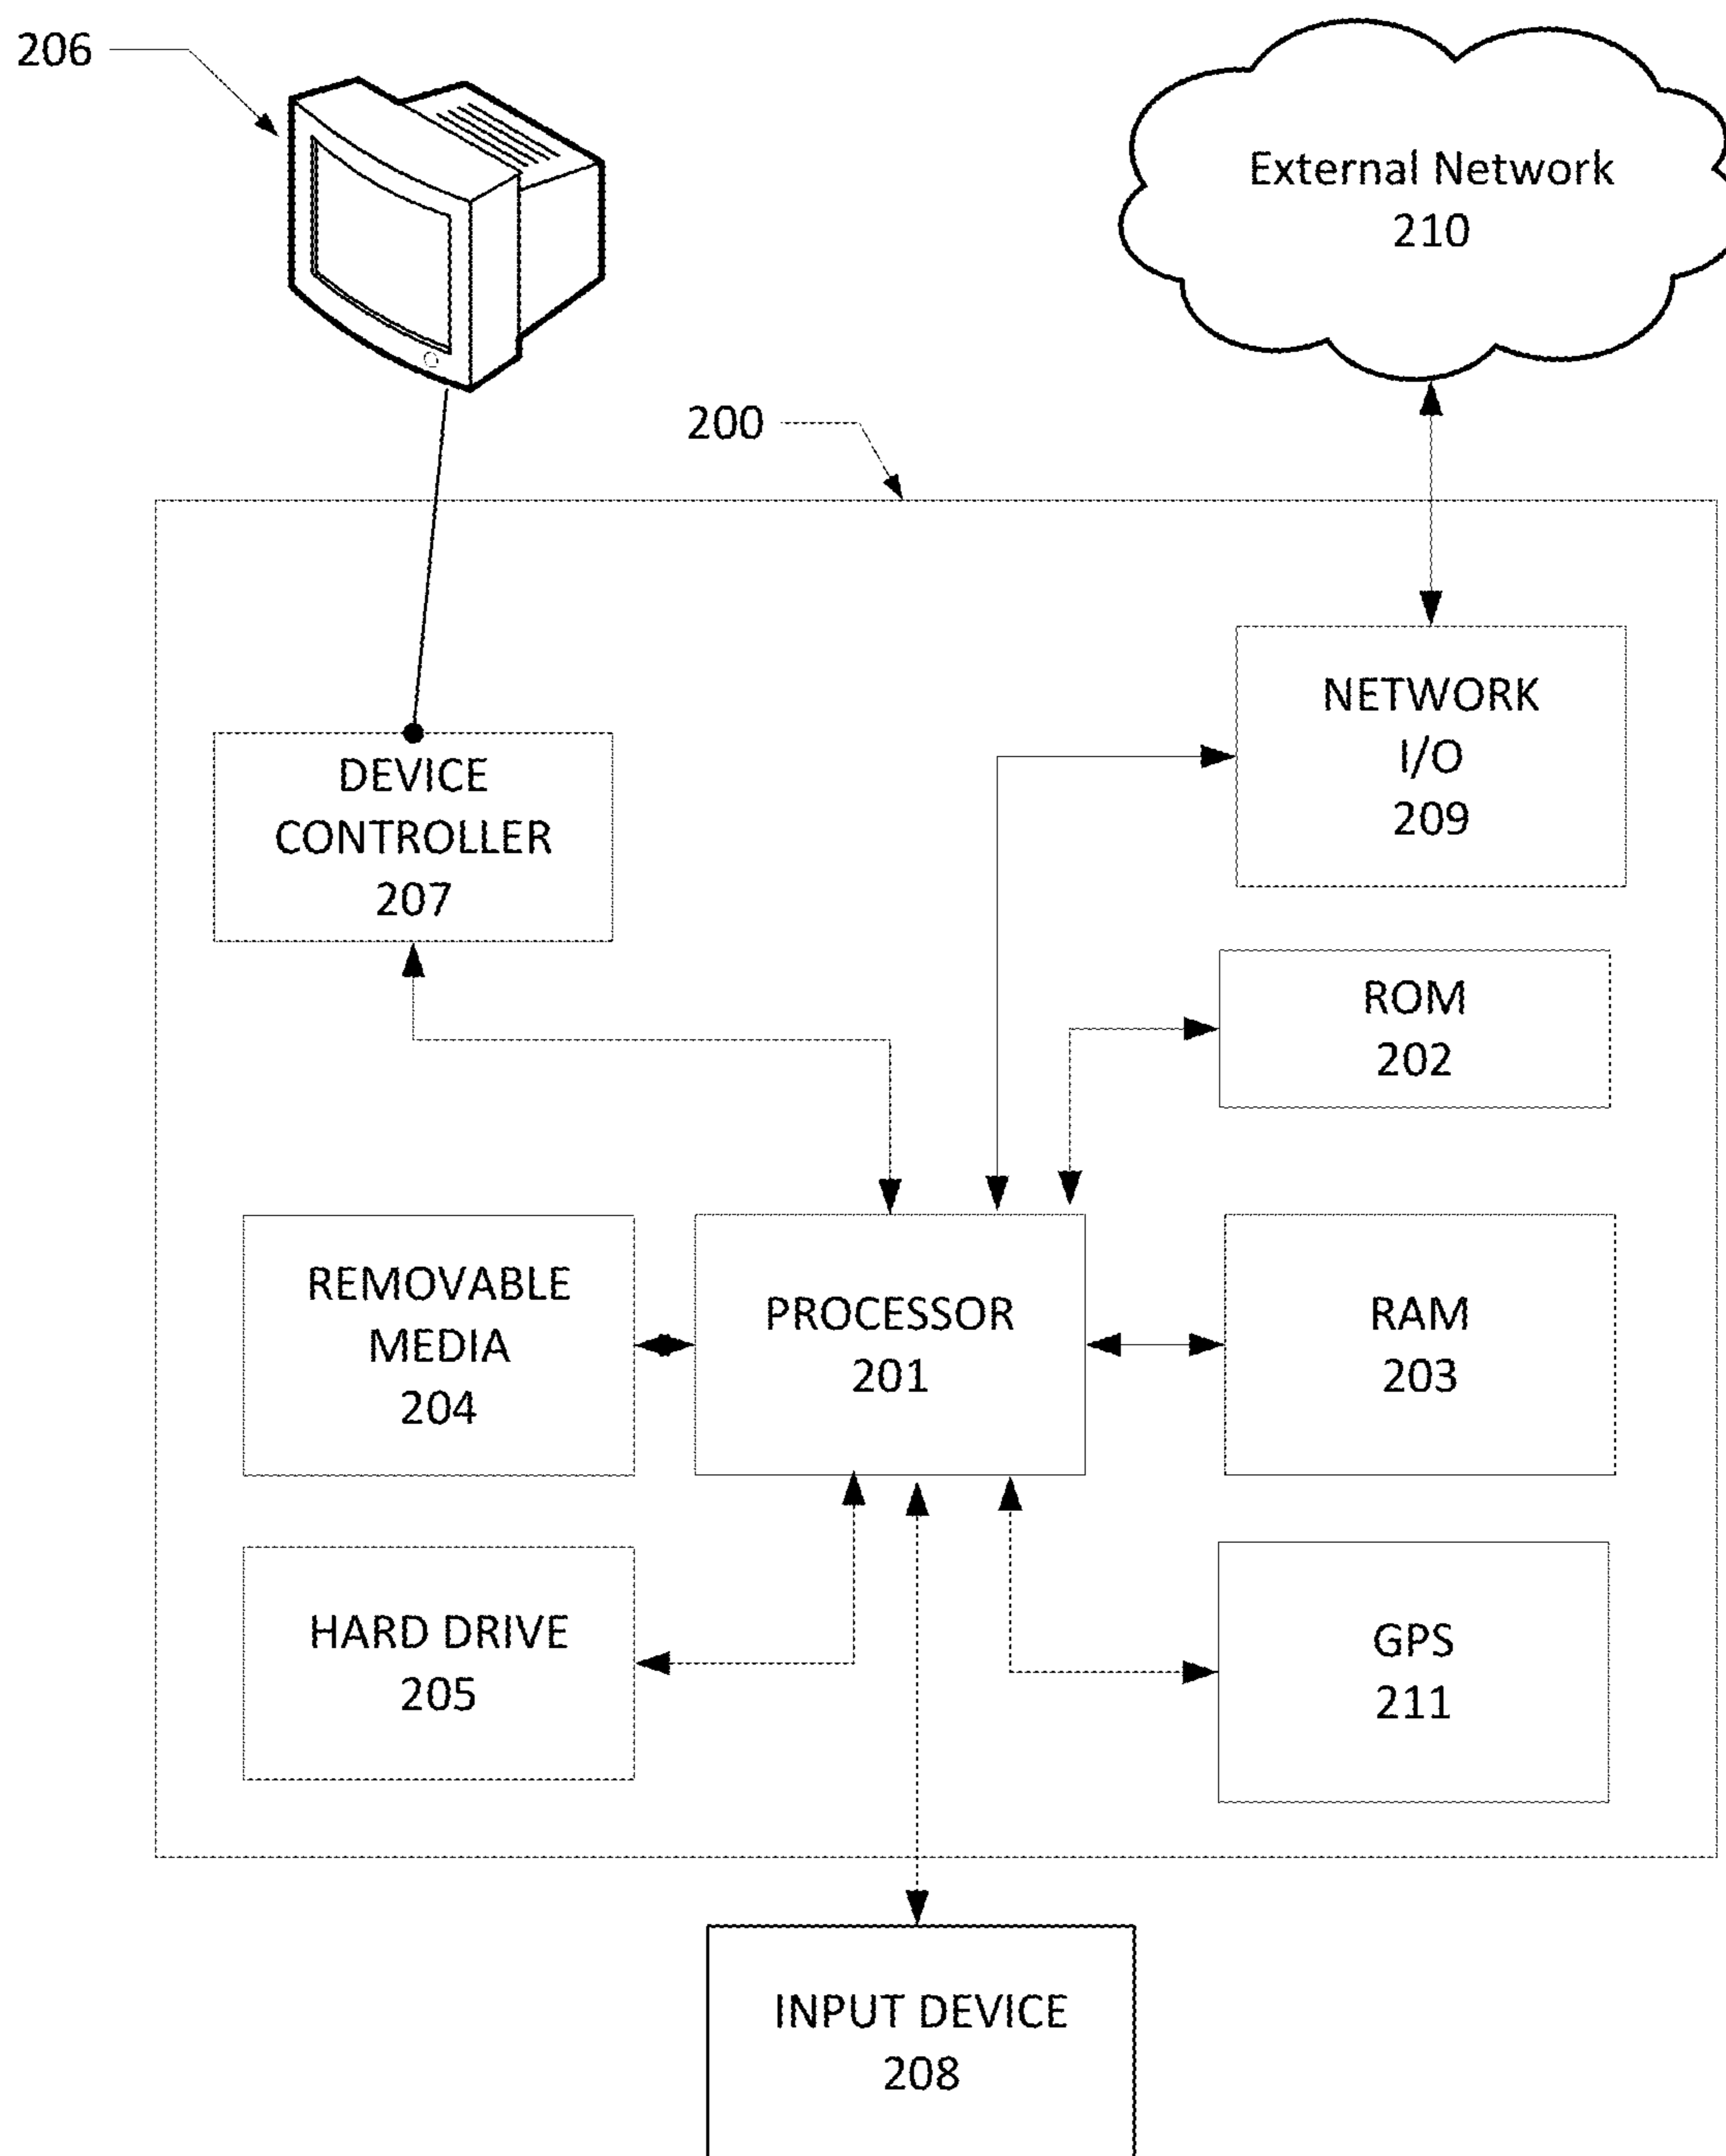 206
External Network
210
200
NETWORK
I/O
209
DEVICE
CONTROLLER
207
ROM
202
REMOVABLE
MEDIA
204
PROCESSOR
201
RAM
203
HARD DRIVE
205
GPS
211
INPUT DEVICE
208